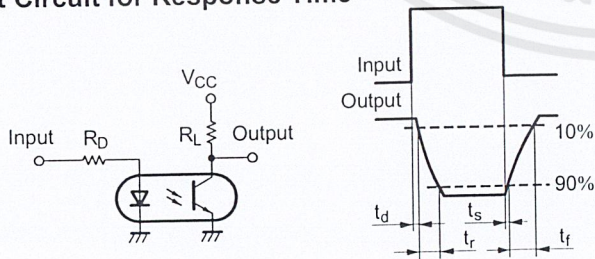 t Circuit for Response Time
VCC
Input RD
RL Output
Input
Output
10%
90%
td ts
tr tf